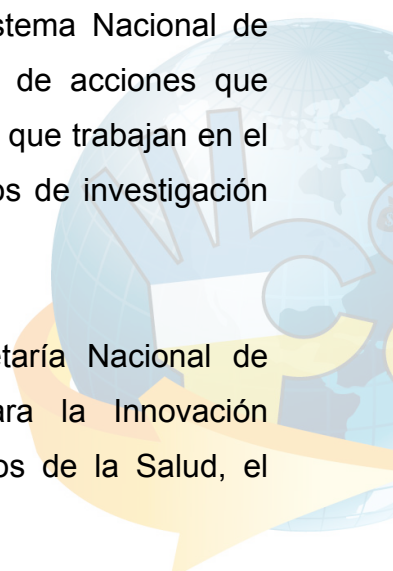 stema Nacional de
de acciones que
que trabajan en el
os de investigación
etaría Nacional de
ara la Innovación
os de la Salud, el